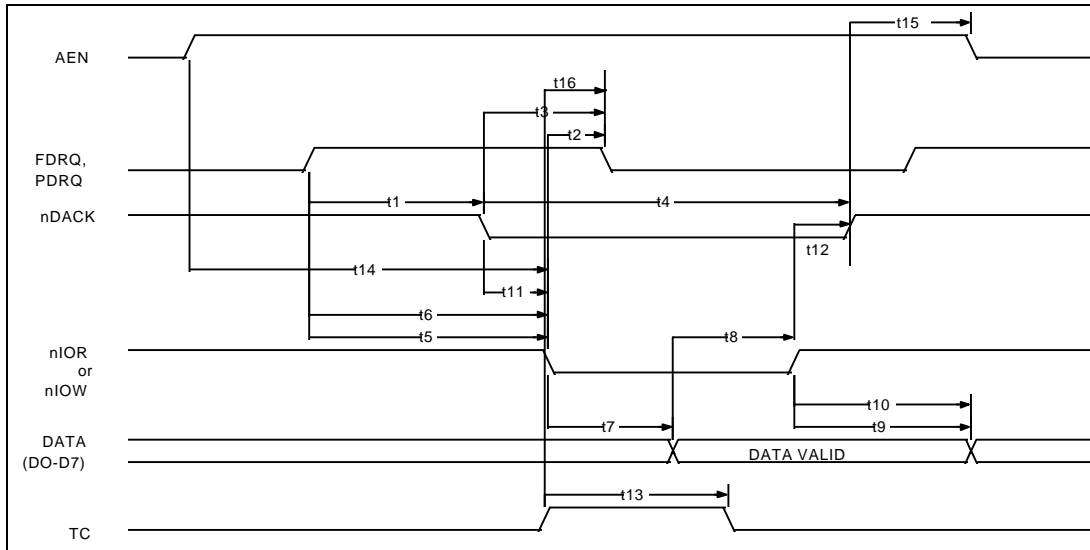 t15
AEN
t16
t3
t2
FDRQ,
PDRQ
t1
t4
nDACK
t12
t14
t11
t6
t5
t8
nIOR
or
nIOW
t10
t7
t9
DATA
(DO-D7)
DATA VALID
t13
TC